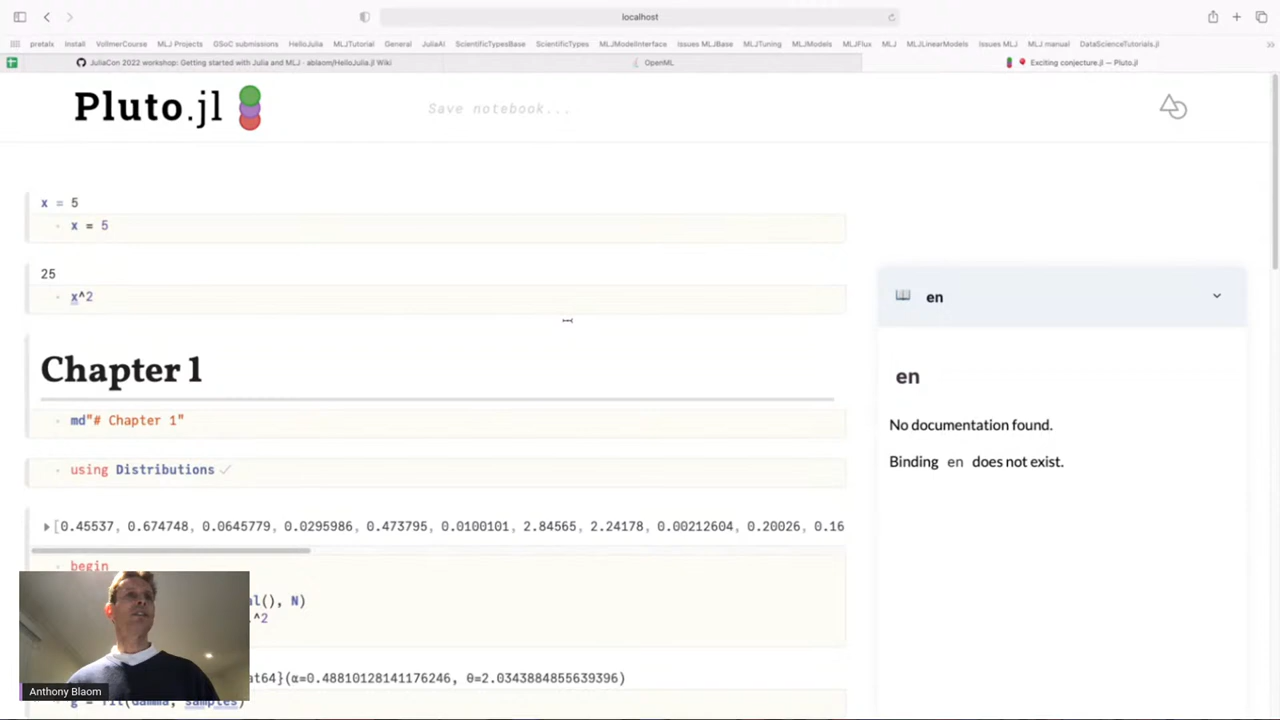 localhost
pretalx Install VollmerCourse MLJ Projects GSoC submissions HelloJulia MLJTutorial General JuliaAI ScientificTypesBase ScientificTypes MLJModelInterface Issues MLJBase MLJTuning MLJModels MLJFlux MLJ MLJLinearModels Issues MLJ MLJ manual DataScienceTutorials.jl
JuliaCon 2022 workshop: Getting started with Julia and MLJ - ablaom/HelloJulia.jl Wiki OpenML Exciting conjecture.jl — Pluto.jl
Pluto.jl
Save notebook...
x = 5
x = 5
25
x^2
en
Chapter 1
en
md"# Chapter 1"
No documentation found.
Binding en does not exist.
using Distributions
[0.45537, 0.674748, 0.0645779, 0.0295986, 0.473795, 0.0100101, 2.84565, 2.24178, 0.00212604, 0.20026, 0.16
begin
(), N)
^2
at64}(α=0.48810128141176246, θ=2.0343884855639396)
g = fit(Gamma, samples)
Anthony Blaom